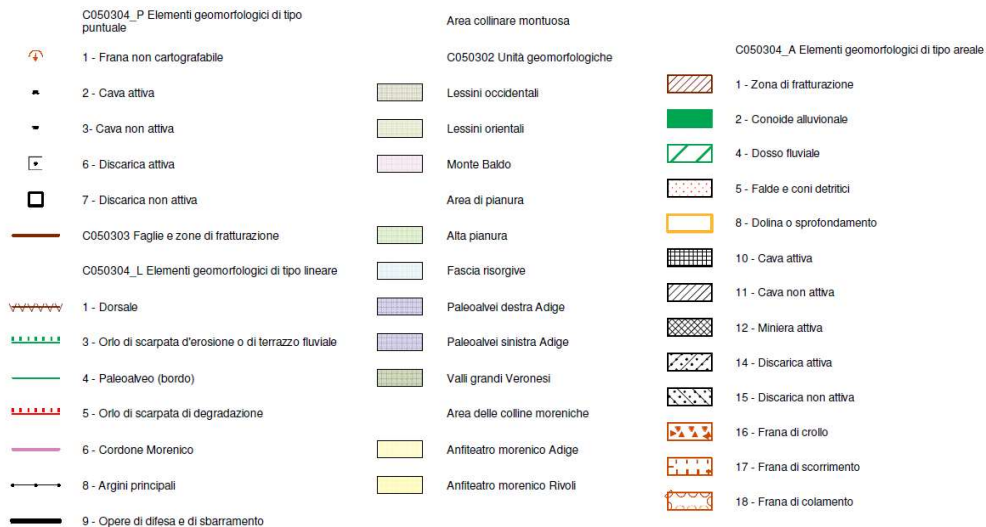 C050304_P Elementi geomorfologici di tipo
puntuale
1 - Frana non cartografabile
2 - Cava attiva
3- Cava non attiva
6 - Discarica attiva
7 - Discarica non attiva
C050303 Faglie e zone di fratturazione
C050304_L Elementi geomorfologici di tipo lineare
1 - Dorsale
3 - Orlo di scarpata d'erosione o di terrazzo fluviale
4 - Paleoalveo (bordo)
5 - Orlo di scarpata di degradazione
6 - Cordone Morenico
8 - Argini principali
9 - Opere di difesa e di sbarramento
Area collinare montuosa
C050302 Unità geomorfologiche
Lessini occidentali
Lessini orientali
Monte Baldo
Area di pianura
Alta pianura
Fascia risorgive
Paleoalvei destra Adige
Paleoalvei sinistra Adige
Valli grandi Veronesi
Area delle colline moreniche
Anfiteatro morenico Adige
Anfiteatro morenico Rivoli
C050304_A Elementi geomorfologici di tipo areale
1 - Zona di fratturazione
2 - Conoide alluvionale
4 - Dosso fluviale
5 - Falde e coni detritici
8 - Dolina o sprofondamento
10 - Cava attiva
11 - Cava non attiva
12 - Miniera attiva
14 - Discarica attiva
15 - Discarica non attiva
16 - Frana di crollo
17 - Frana di scorrimento
18 - Frana di colamento